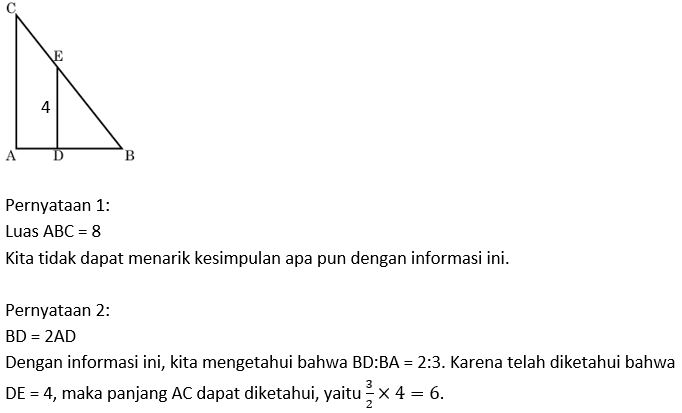 C
E
4
A D B
Pernyataan 1:
Luas ABC = 8
Kita tidak dapat menarik kesimpulan apa pun dengan informasi ini.
Pernyataan 2:
BD = 2AD
Dengan informasi ini, kita mengetahui bahwa BD:BA = 2:3. Karena telah diketahui bahwa
DE = 4, maka panjang AC dapat diketahui, yaitu 3/2 × 4 = 6.